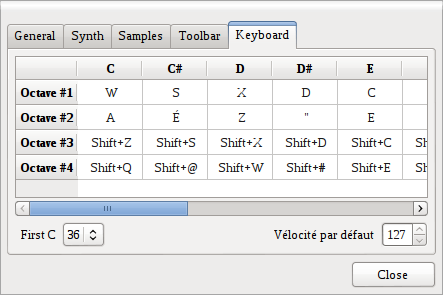 General Synth Samples Toolbar Keyboard
C C# D D# E
Octave #1 W S X D C
Octave #2 A É Z " E
Octave #3 Shift+Z Shift+S Shift+X Shift+D Shift+C Sh
Octave #4 Shift+Q Shift+@ Shift+W Shift+# Shift+E Sh
First C 36 Vélocité par défaut 127
Close